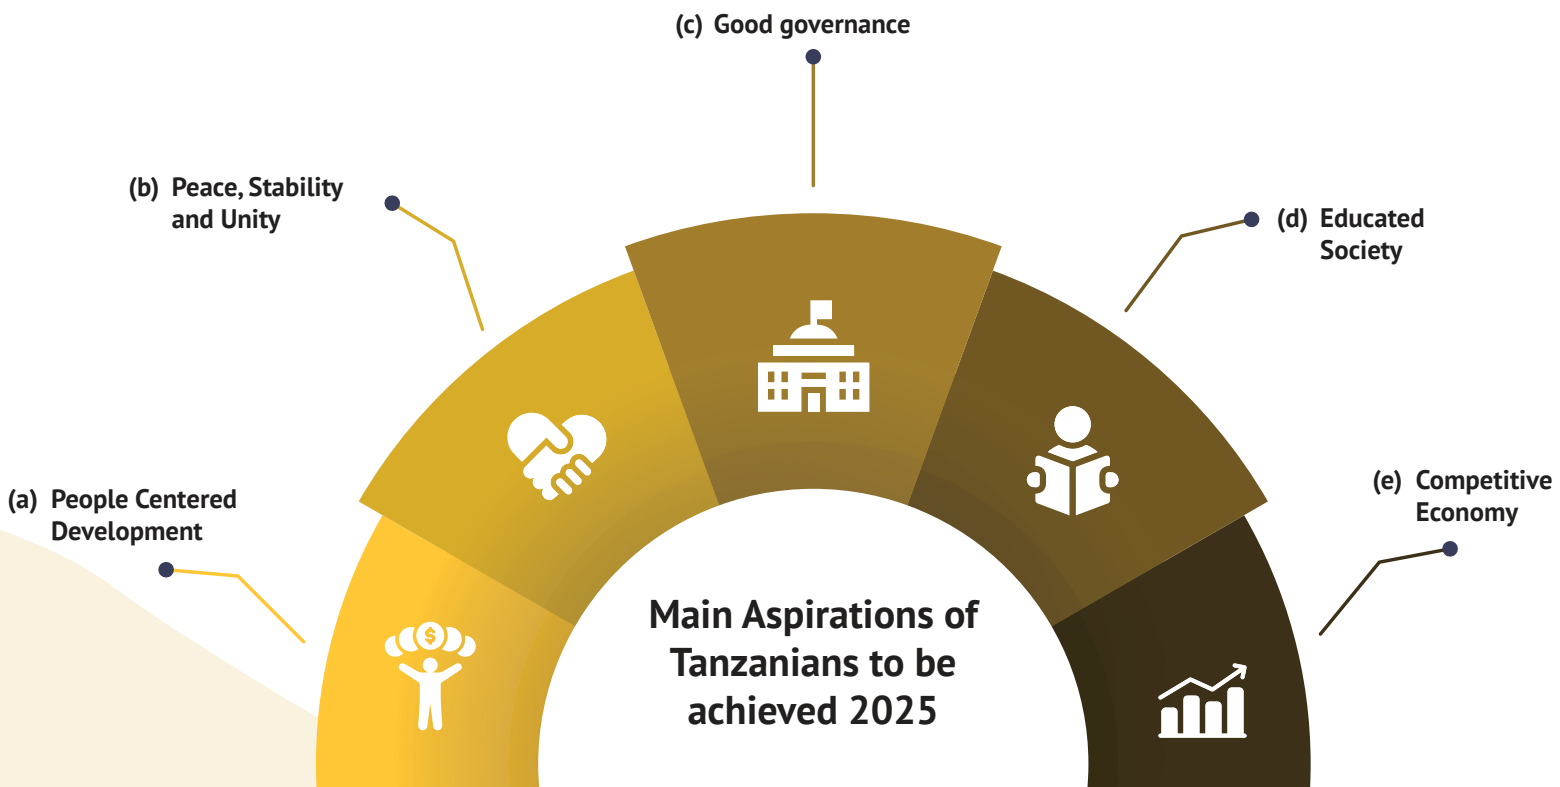 (c) Good governance
(b) Peace, Stability
and Unity
(d) Educated
Society
(a) People Centered
Development
(e) Competitive
Economy
$
Main Aspirations of
Tanzanians to be
achieved 2025